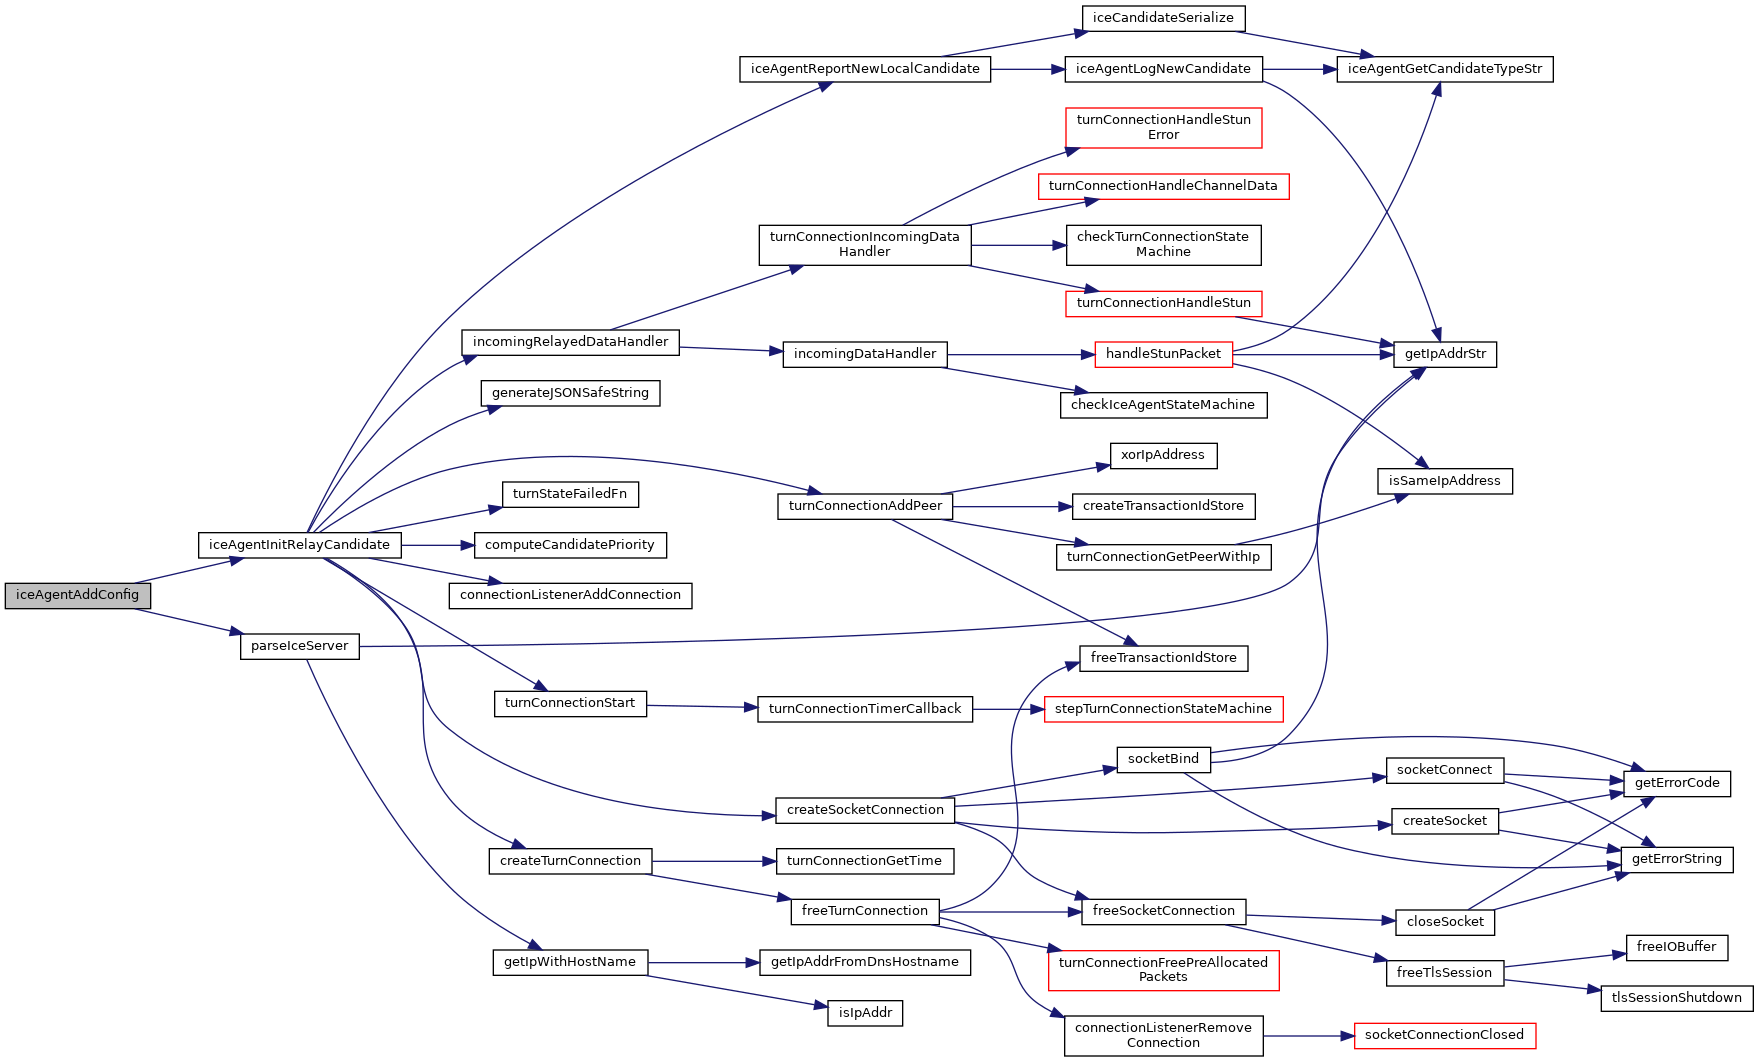 iceCandidateSerialize
iceAgentReportNewLocalCandidate
iceAgentLogNewCandidate
iceAgentGetCandidateTypeStr
turnConnectionHandleStun
Error
turnConnectionHandleChannelData
turnConnectionIncomingData
Handler
checkTurnConnectionState
Machine
turnConnectionHandleStun
incomingRelayedDataHandler
incomingDataHandler
handleStunPacket
getIpAddrStr
generateJSONSafeString
checkIceAgentStateMachine
xorIpAddress
isSameIpAddress
turnStateFailedFn
turnConnectionAddPeer
createTransactionIdStore
iceAgentInitRelayCandidate
computeCandidatePriority
turnConnectionGetPeerWithIp
iceAgentAddConfig
connectionListenerAddConnection
parseIceServer
freeTransactionIdStore
turnConnectionStart
turnConnectionTimerCallback
stepTurnConnectionStateMachine
socketBind
socketConnect
getErrorCode
createSocketConnection
createSocket
createTurnConnection
turnConnectionGetTime
getErrorString
freeTurnConnection
freeSocketConnection
closeSocket
getIpWithHostName
getIpAddrFromDnsHostname
turnConnectionFreePreAllocated
Packets
freeTlsSession
freeIOBuffer
tlsSessionShutdown
isIpAddr
connectionListenerRemove
Connection
socketConnectionClosed